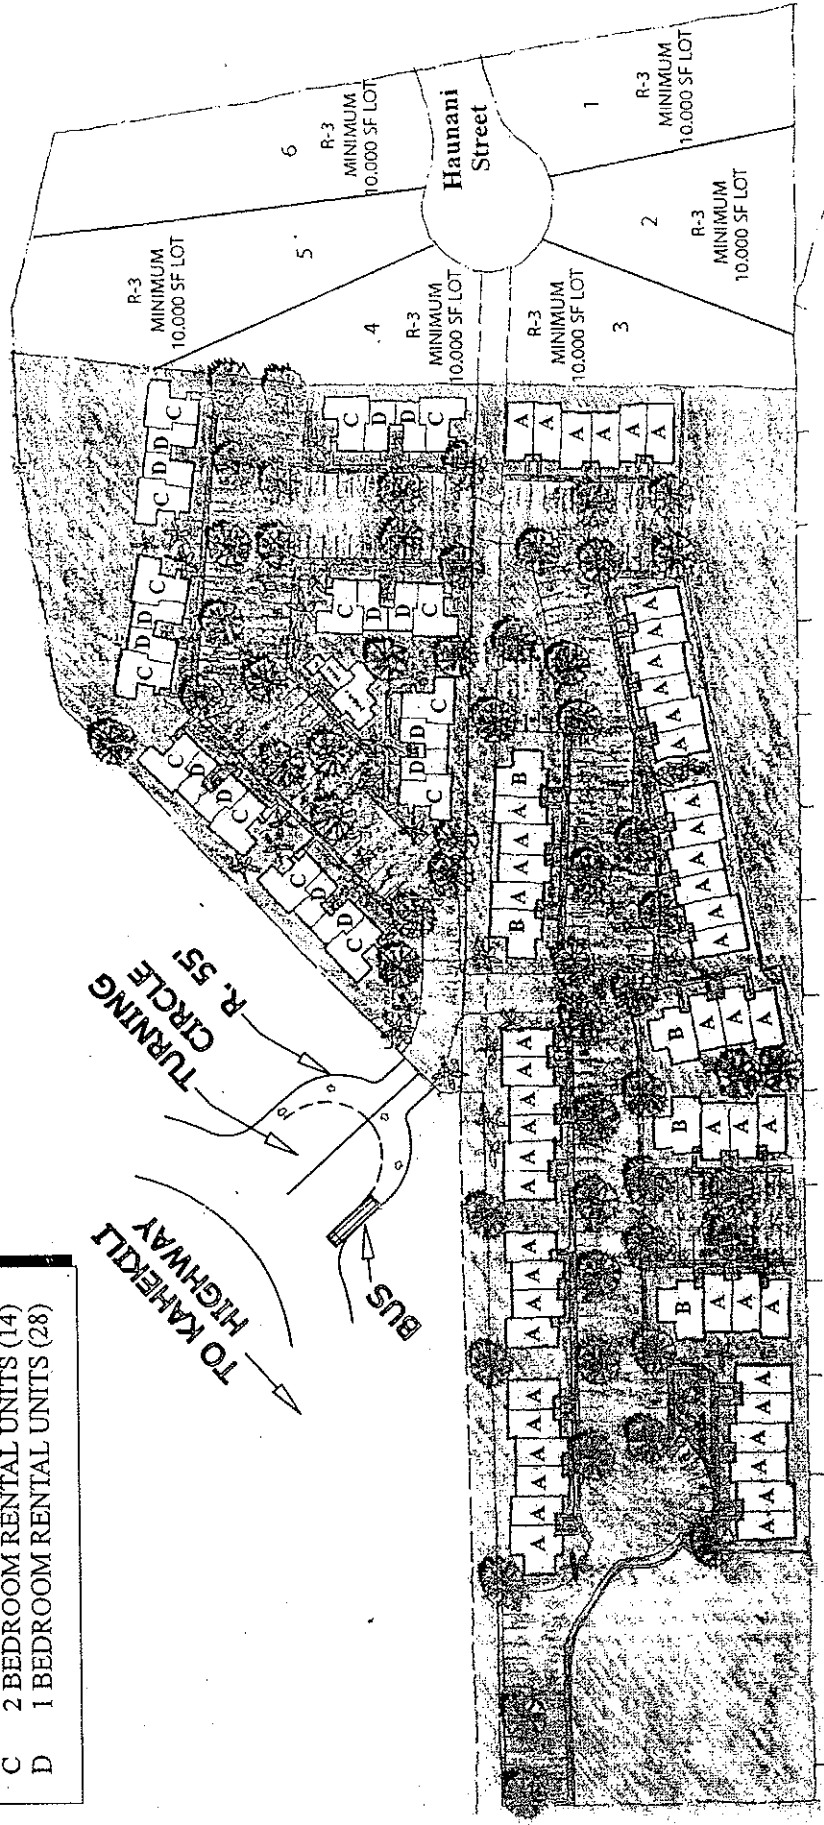 C 2 BEDROOM RENTAL UNITS (14)
D 1 BEDROOM RENTAL UNITS (28)
TO KAHEKILI
HIGHWAY
BUS
TURNING
CIRCLE
R. 55'
Haunani
Street
1
R-3
MINIMUM
10.000 SF LOT
2
R-3
MINIMUM
10.000 SF LOT
R-3
MINIMUM
10.000 SF LOT
3
4
R-3
MINIMUM
10.000 SF LOT
5
R-3
MINIMUM
10.000 SF LOT
6
R-3
MINIMUM
10.000 SF LOT
C D D C
C D D C
C D D C
C D D C
C D D C
C D D C
C D D C
A A A A A A
B A A A A B
A A A A A A
A A A A
A A A A A A
A A A A A A
A A A A A A
B A A A
B A A A
B A A A
A A A A A A